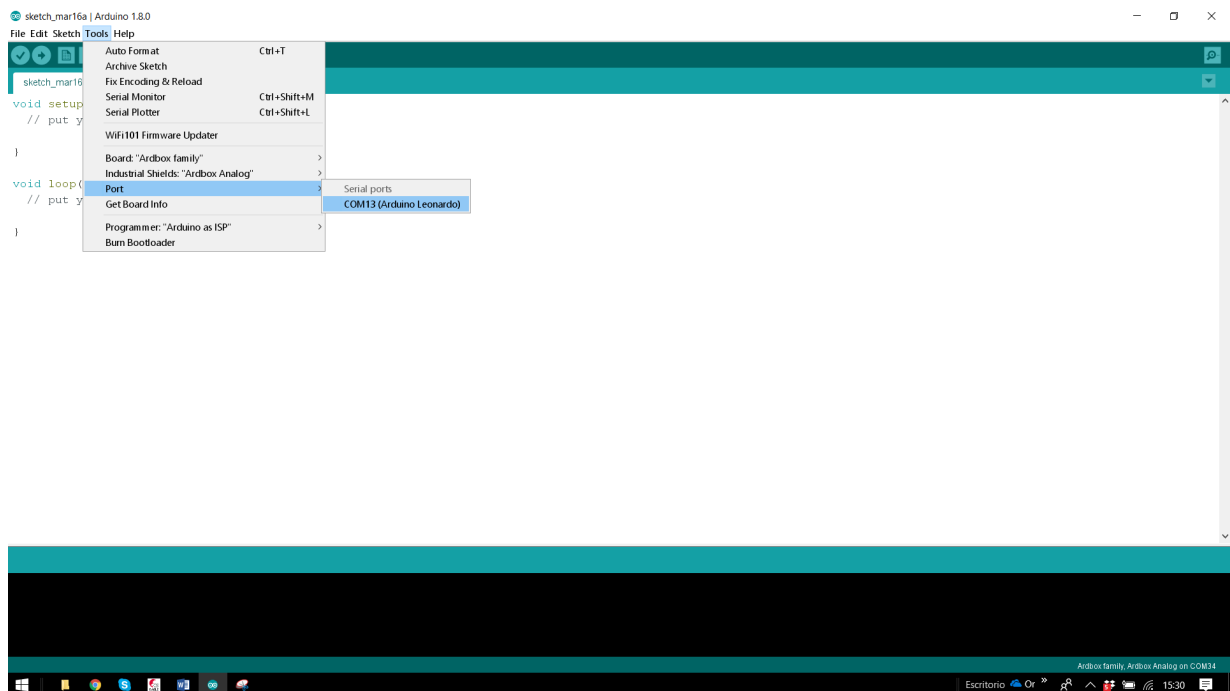 sketch_mar16a | Arduino 1.8.0
File Edit Sketch Tools Help
sketch_mar16
void setup
// put y
}
void loop(
// put y
}
Auto Format Ctrl+T
Archive Sketch
Fix Encoding & Reload
Serial Monitor Ctrl+Shift+M
Serial Plotter Ctrl+Shift+L
WiFi101 Firmware Updater
Board: "Ardbox family"
Industrial Shields: "Ardbox Analog"
Port
Get Board Info
Programmer: "Arduino as ISP"
Burn Bootloader
Serial ports
COM13 (Arduino Leonardo)
Ardbox family, Ardbox Analog on COM34
Escritorio Or » 15:30